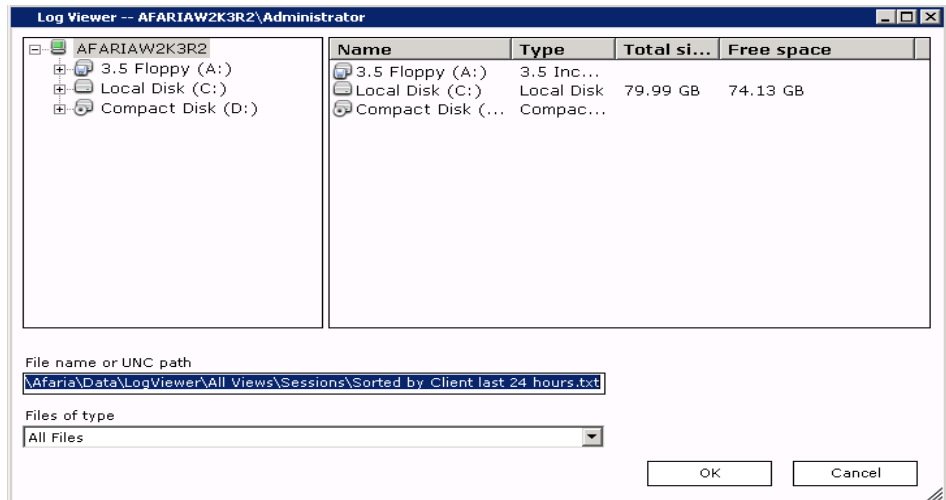 Log Viewer -- AFARIAW2K3R2\Administrator
AFARIAW2K3R2
3.5 Floppy (A:)
Local Disk (C:)
Compact Disk (D:)
Name Type Total si... Free space
3.5 Floppy (A:) 3.5 Inc...
Local Disk (C:) Local Disk 79.99 GB 74.13 GB
Compact Disk (... Compac...
File name or UNC path
\Afaria\Data\LogViewer\All Views\Sessions\Sorted by Client last 24 hours.txt
Files of type
All Files
OK Cancel